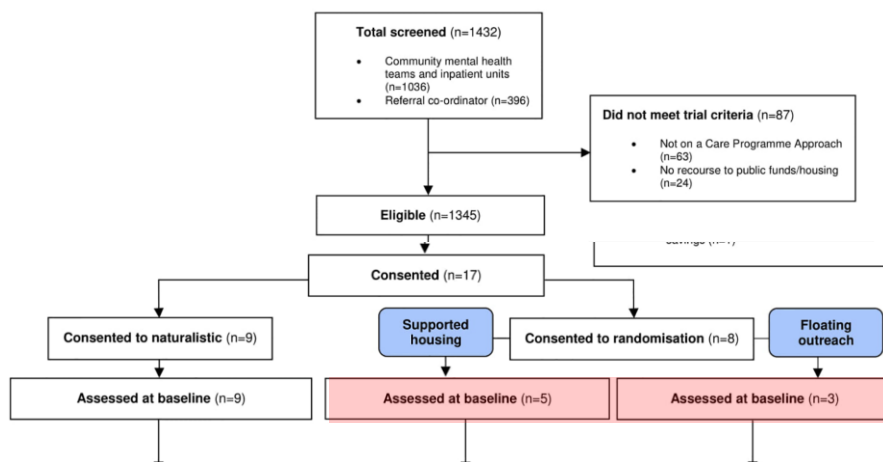 Total screened (n=1432)
• Community mental health
teams and inpatient units
(n=1036)
• Referral co-ordinator (n=396)
Did not meet trial criteria (n=87)
• Not on a Care Programme Approach
(n=63)
• No recourse to public funds/housing
(n=24)
Eligible (n=1345)
Consented (n=17)
Consented to naturalistic (n=9)
Supported
housing
Consented to randomisation (n=8)
Floating
outreach
Assessed at baseline (n=9)
Assessed at baseline (n=5)
Assessed at baseline (n=3)